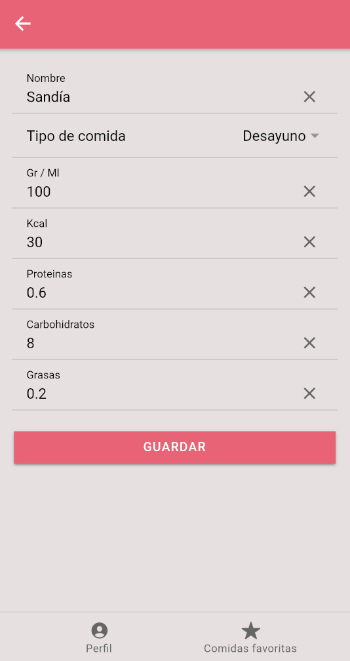 Nombre
Sandía
Tipo de comida Desayuno
Gr / Ml
100
Kcal
30
Proteinas
0.6
Carbohidratos
8
Grasas
0.2
GUARDAR
Perfil Comidas favoritas